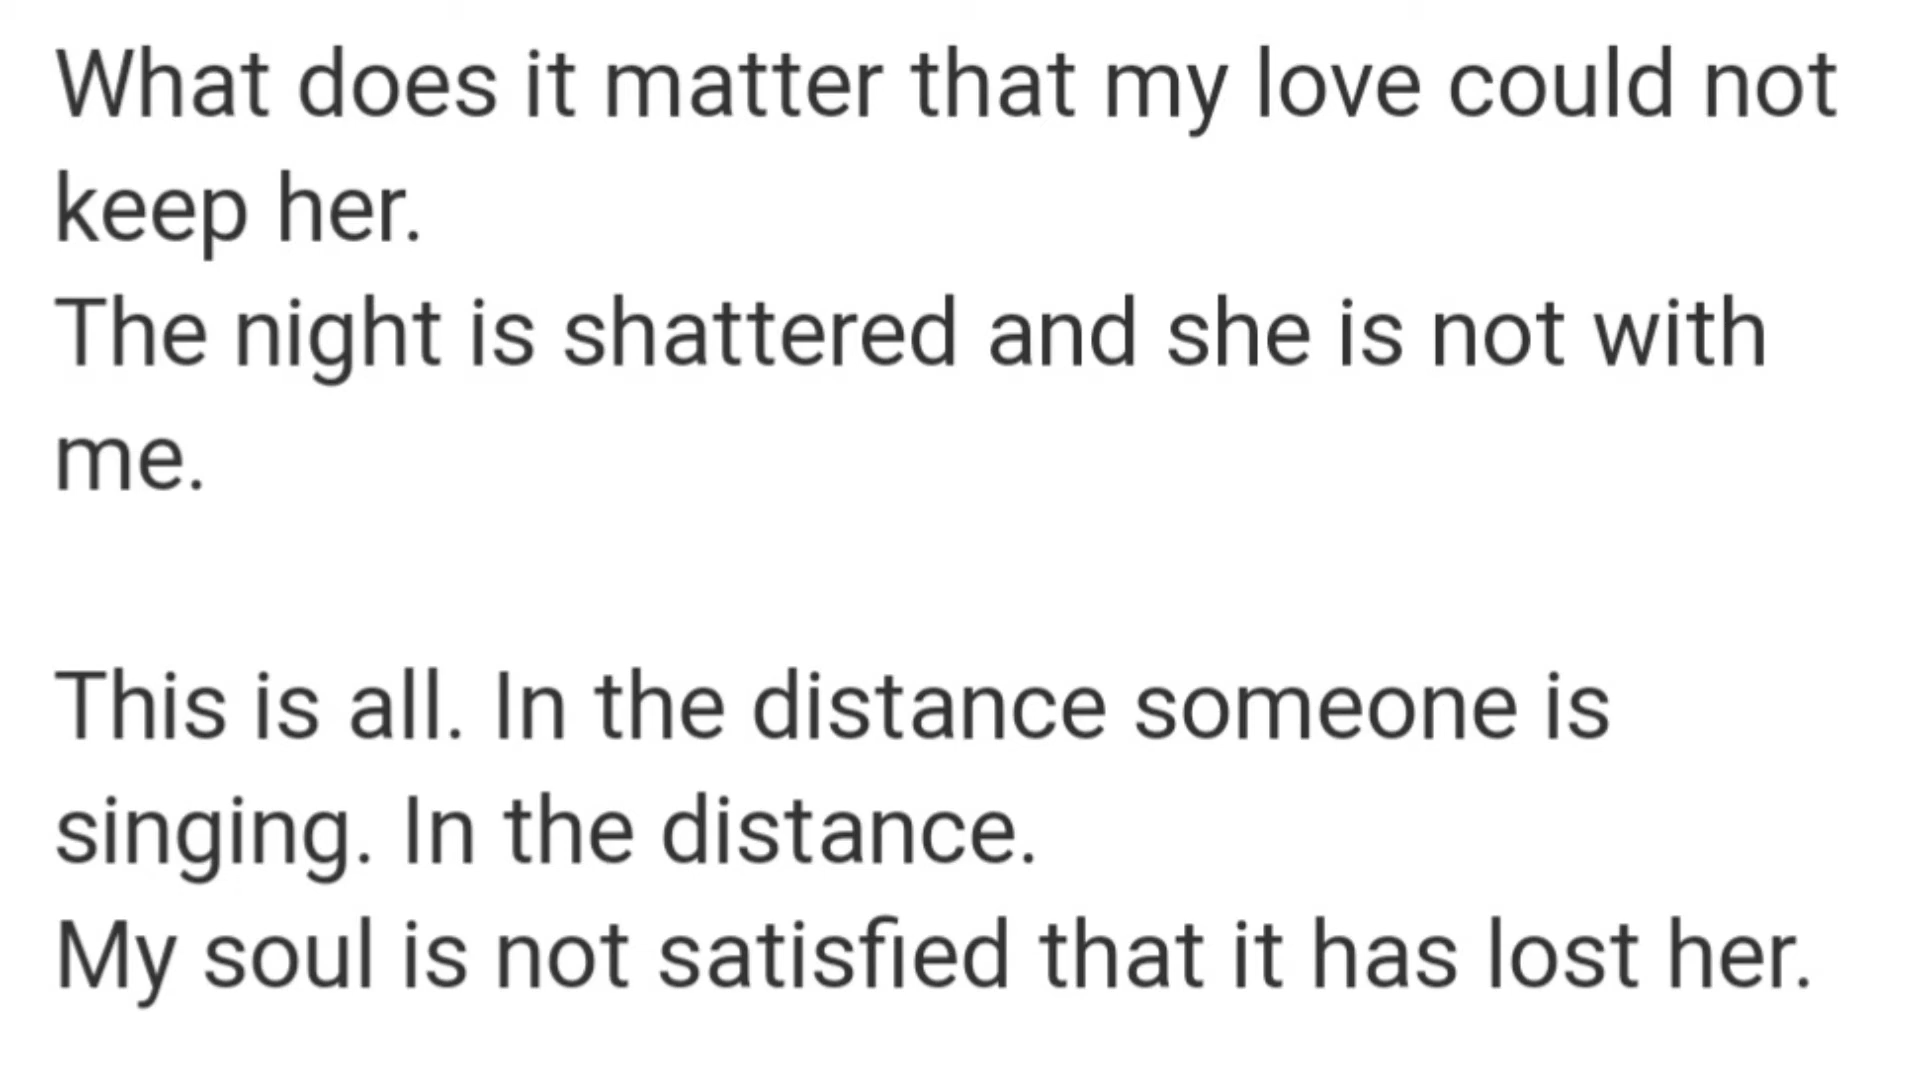 What does it matter that my love could not
keep her.
The night is shattered and she is not with
me.
This is all. In the distance someone is
singing. In the distance.
My soul is not satisfied that it has lost her.